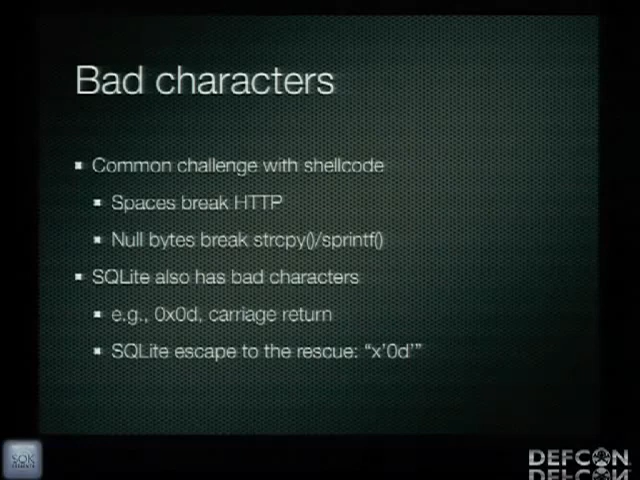 Bad characters
Common challenge with shellcode
Spaces break HTTP
Null bytes break strcpy()/sprintf()
SQLite also has bad characters
e.g., 0x0d, carriage return
SQLite escape to the rescue: “x’0d’”
SOK
DEFCON